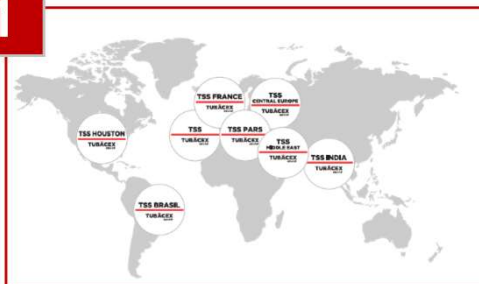 TSS FRANCE
TUBACEX
TSS
CENTRAL EUROPE
TUBACEX
TSS HOUSTON
TUBACEX
TSS
TUBACEX
TSS PARS
TUBACEX
TSS
MIDDLE EAST
TUBACEX
TSS INDIA
TUBACEX
TSS BRASIL
TUBACEX